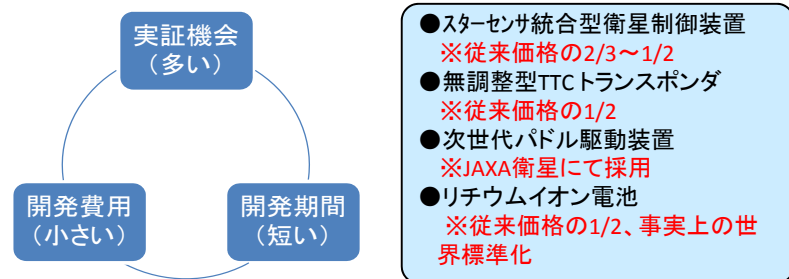 実証機会
（多い）
開発費用
（小さい）
開発期間
（短い）
●スターセンサ統合型衛星制御装置
※従来価格の2/3～1/2
●無調整型TTCトランスポンダ
※従来価格の1/2
●次世代パドル駆動装置
※JAXA衛星にて採用
●リチウムイオン電池
※従来価格の1/2、事実上の世
界標準化